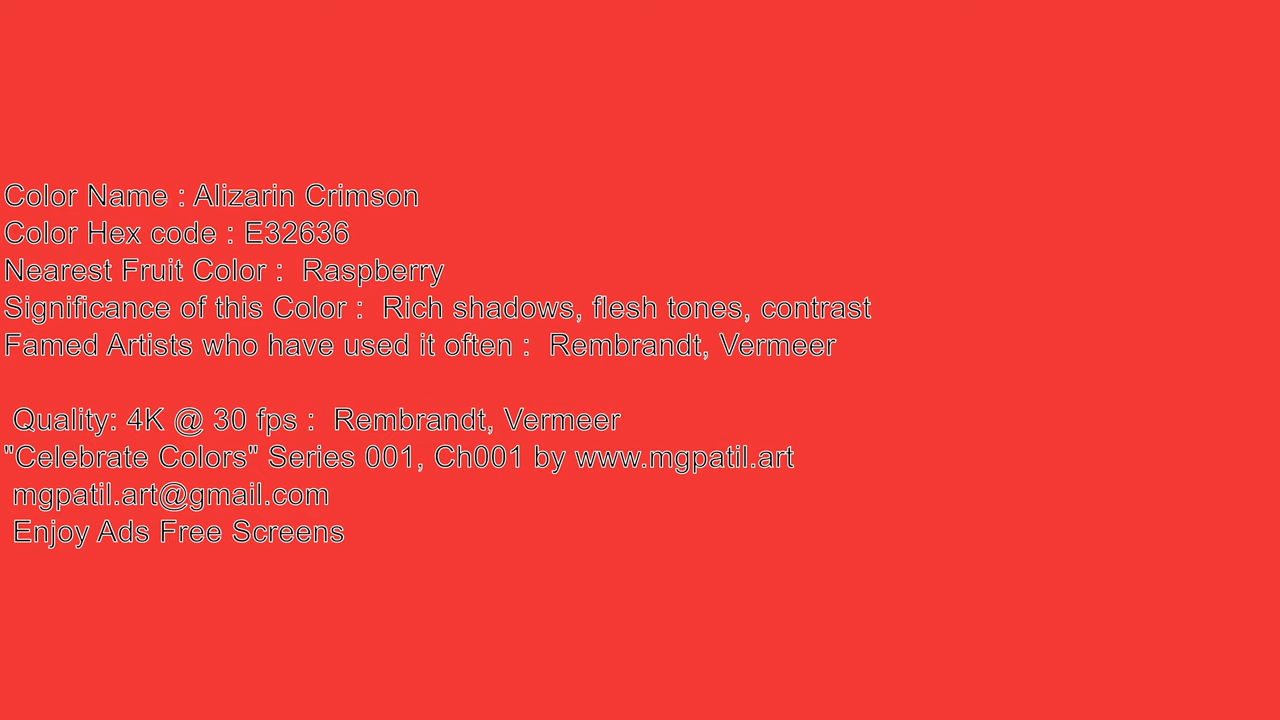 Color Name : Alizarin Crimson
Color Hex code : E32636
Nearest Fruit Color :  Raspberry
Significance of this Color :  Rich shadows, flesh tones, contrast
Famed Artists who have used it often :  Rembrandt, Vermeer
Quality: 4K @ 30 fps :  Rembrandt, Vermeer
"Celebrate Colors" Series 001, Ch001 by www.mgpatil.art
mgpatil.art@gmail.com
Enjoy Ads Free Screens